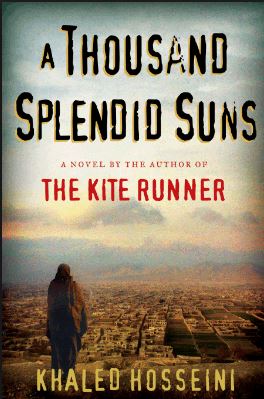 A THOUSAND
SPLENDID SUNS
A NOVEL BY THE AUTHOR OF
THE KITE RUNNER
KHALED HOSSEINI